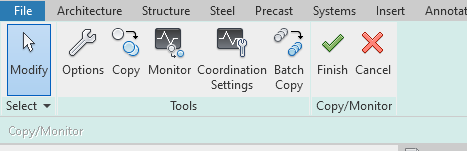 File Architecture Structure Steel Precast Systems Insert
Modify Options Copy Monitor Coordination Settings Batch Copy Finish Cancel
Select Tools Copy/Monitor
Copy/Monitor